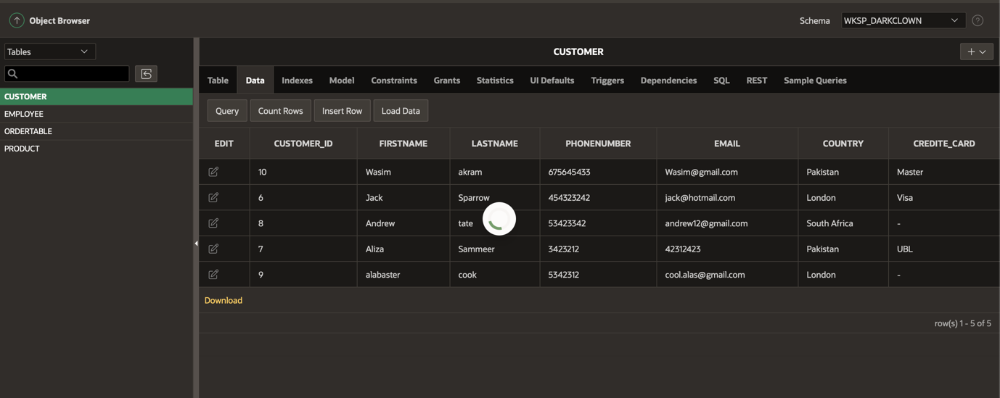 Object Browser
Schema WKSP_DARKCLOWN ?
Tables
CUSTOMER
EMPLOYEE
ORDERTABLE
PRODUCT
CUSTOMER
Table Data Indexes Model Constraints Grants Statistics UI Defaults Triggers Dependencies SQL REST Sample Queries
Query Count Rows Insert Row Load Data
EDIT CUSTOMER_ID FIRSTNAME LASTNAME PHONENUMBER EMAIL COUNTRY CREDITE_CARD
10 Wasim akram 675645433 Wasim@gmail.com Pakistan Master
6 Jack Sparrow 454323242 jack@hotmail.com London Visa
8 Andrew tate 53423342 andrew12@gmail.com South Africa -
7 Aliza Sammeer 3423212 42312423 Pakistan UBL
9 alabaster cook 5342312 cool.alas@gmail.com London -
Download
row(s) 1 - 5 of 5